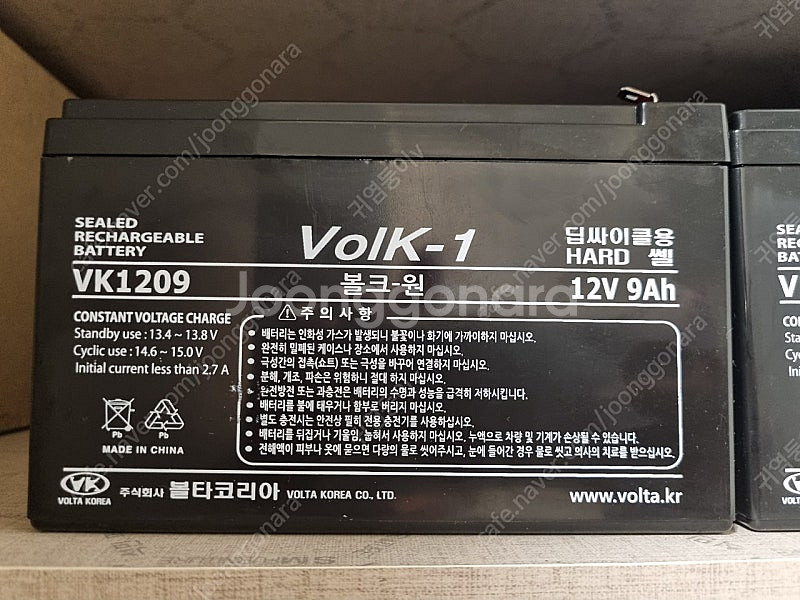 SEALED
RECHARGEABLE
BATTERY
VolK-1
딥싸이클용
HARD 쎌
VK1209
볼크-원
12V 9Ah
CONSTANT VOLTAGE CHARGE
Standby use : 13.4 ~ 13.8 V
Cyclic use : 14.6 ~ 15.0 V
Initial current less than 2.7 A
Pb
Pb
MADE IN CHINA
주의사항
• 배터리는 인화성 가스가 발생되니 불꽃이나 화기에 가까이하지 마십시오.
• 완전히 밀폐된 케이스나 장소에서 사용하지 마십시오.
• 극성간의 접촉(쇼트) 또는 극성을 바꾸어 연결하지 마십시오.
• 분해, 개조, 파손은 위험하니 절대 하지 마십시오.
• 완전방전 또는 과충전은 배터리의 수명과 성능을 급격히 저하시킵니다.
• 배터리를 불에 태우거나 함부로 버리지 마십시오.
• 별도 충전시는 안전상 필히 전용 충전기를 사용하십시오.
• 배터리를 뒤집거나 기울임, 눕혀서 사용하지 마십시오. 누액으로 차량 및 기계가 손상될 수 있습니다.
• 전해액이 피부나 옷에 묻으면 다량의 물로 씻어주시고, 눈에 들어간 경우 물로 씻고 의사의 치료를 받으십시오.
VK
VOLTA KOREA
주식회사 볼타코리아 VOLTA KOREA CO., LTD.
www.volta.kr
Joonggonara
cafe.naver.com/joonggonara
귀염둥이v